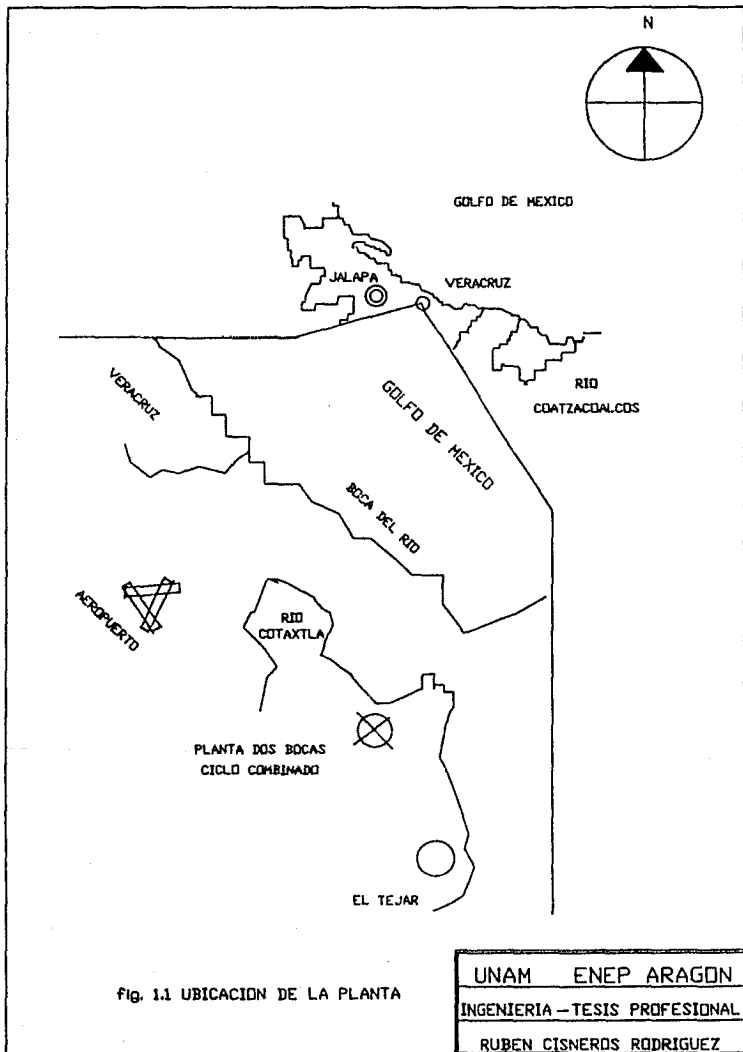 N
GOLFO DE MEXICO
JALAPA
VERACRUZ
RIO
COATZACOALCOS
VERACRUZ
GOLFO DE MEXICO
BOCA DEL RIO
AEROPUERTO
RIO
COTAXTLA
PLANTA DOS BOCAS
CICLO COMBINADO
EL TEJAR
fig. 1.1 UBICACION DE LA PLANTA
UNAM ENEP ARAGON
INGENIERIA - TESIS PROFESIONAL
RUBEN CISNEROS RODRIGUEZ